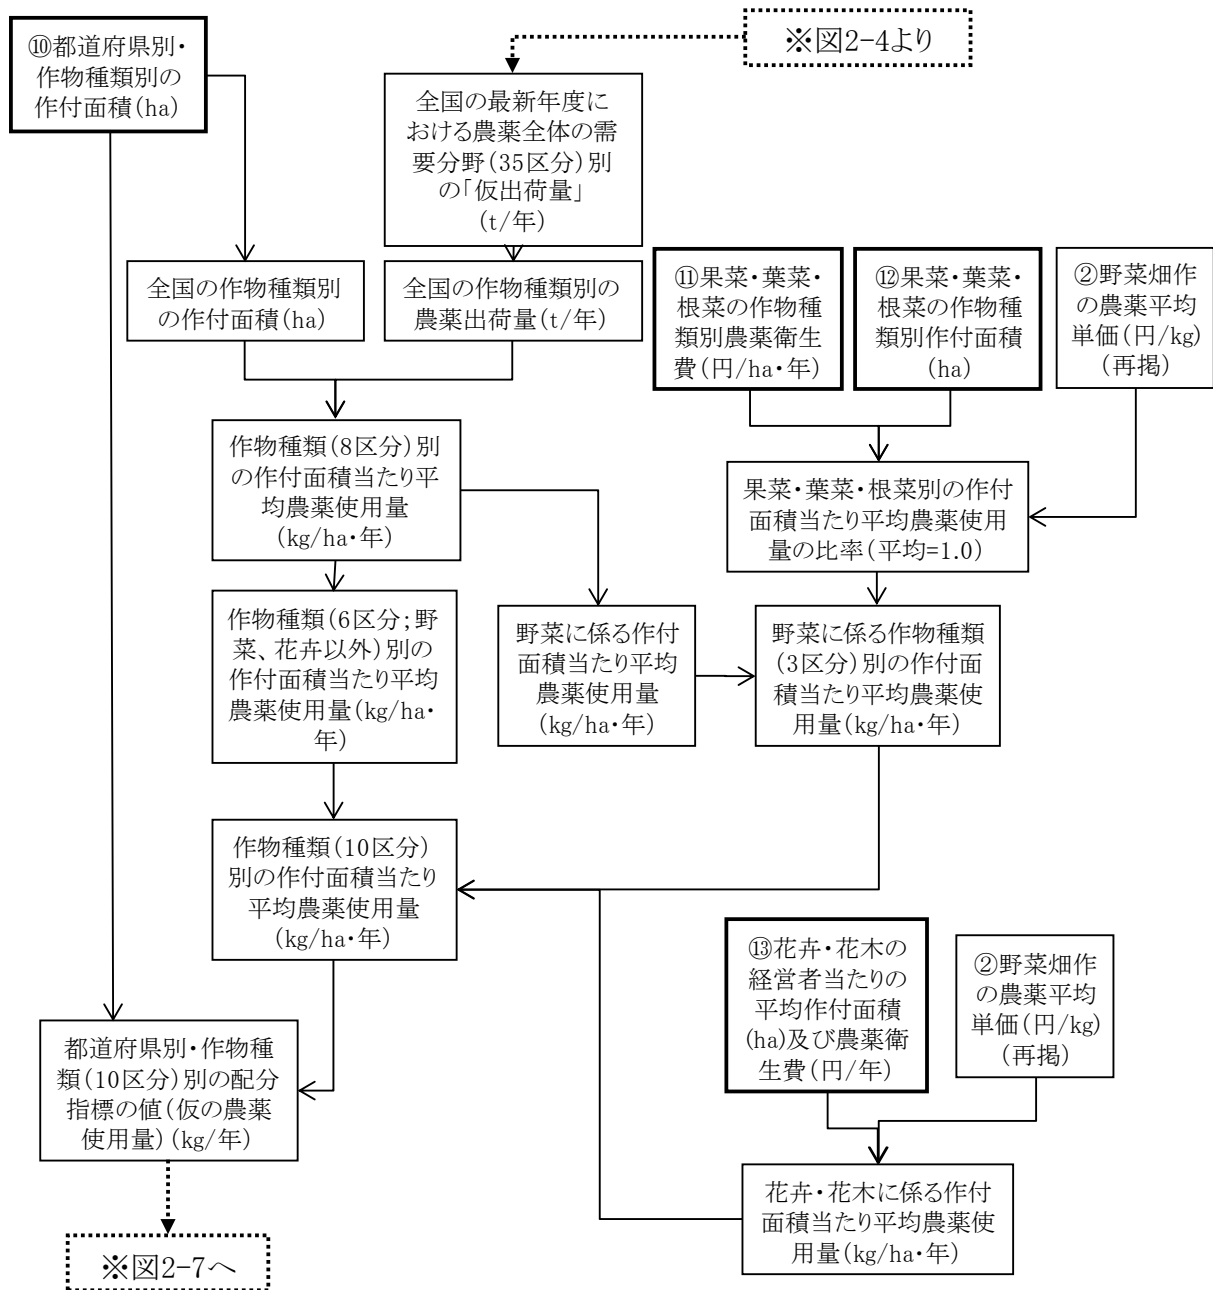 ⑩都道府県別・
作物種類別の
作付面積(ha)
※図2-4より
全国の最新年度に
おける農薬全体の需
要分野(35区分)別
の「仮出荷量」
(t/年)
全国の作物種類別
の作付面積(ha)
全国の作物種類別の
農薬出荷量(t/年)
⑪果菜・葉菜・
根菜の作物種
類別農薬衛生
費(円/ha・年)
⑫果菜・葉菜・
根菜の作物種
類別作付面積
(ha)
②野菜畑作
の農薬平均
単価(円/kg)
(再掲)
作物種類(8区分)別
の作付面積当たり平
均農薬使用量
(kg/ha・年)
果菜・葉菜・根菜別の作付
面積当たり平均農薬使用
量の比率(平均=1.0)
作物種類(6区分;野
菜、花卉以外)別の
作付面積当たり平均
農薬使用量(kg/ha・
年)
野菜に係る作付
面積当たり平均
農薬使用量
(kg/ha・年)
野菜に係る作物種類
(3区分)別の作付面
積当たり平均農薬使
用量(kg/ha・年)
作物種類(10区分)
別の作付面積当たり
平均農薬使用量
(kg/ha・年)
⑬花卉・花木の
経営者当たりの
平均作付面積
(ha)及び農薬衛
生費(円/年)
②野菜畑作
の農薬平均
単価(円/kg)
(再掲)
都道府県別・作物種
類(10区分)別の配分
指標の値(仮の農薬
使用量)(kg/年)
花卉・花木に係る作付
面積当たり平均農薬使
用量(kg/ha・年)
※図2-7へ